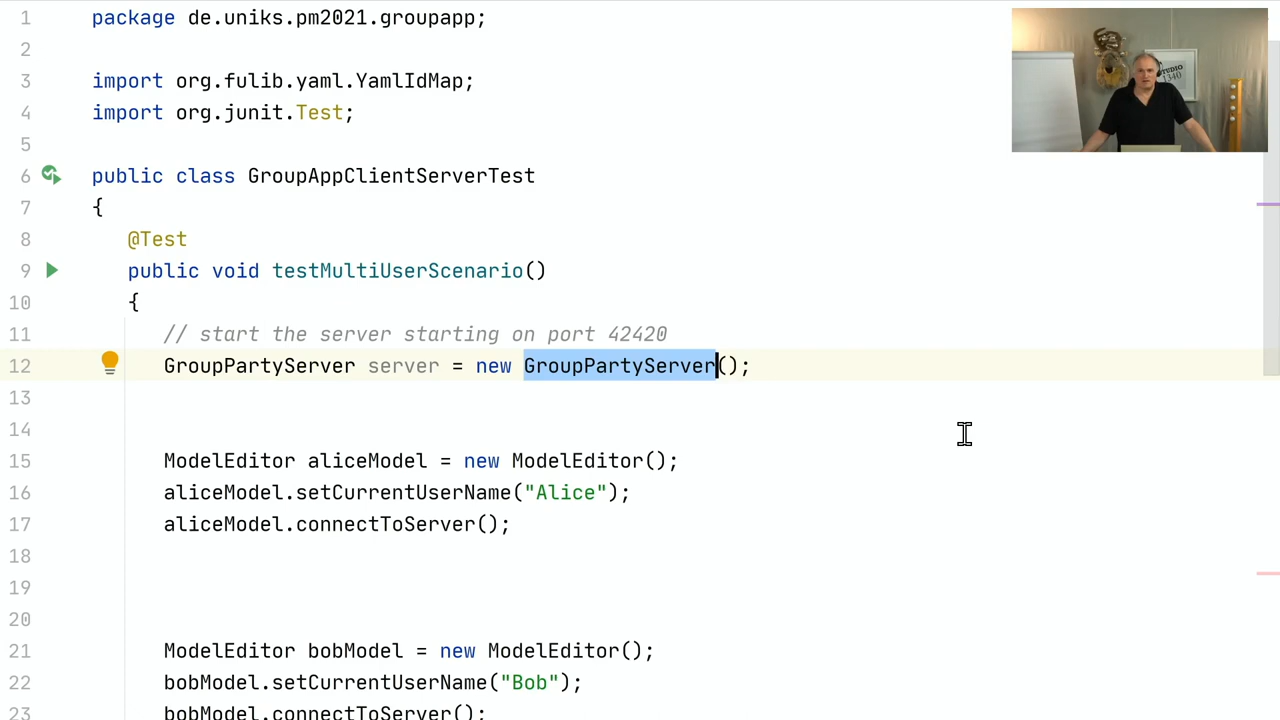 1 package de.uniks.pm2021.groupapp;
2
3 import org.fulib.yaml.YamlIdMap;
4 import org.junit.Test;
5
6 public class GroupAppClientServerTest
7 {
8 @Test
9 public void testMultiUserScenario()
10 {
11 // start the server starting on port 42420
12 GroupPartyServer server = new GroupPartyServer();
13
14
15 ModelEditor aliceModel = new ModelEditor();
16 aliceModel.setCurrentUserName("Alice");
17 aliceModel.connectToServer();
18
19
20
21 ModelEditor bobModel = new ModelEditor();
22 bobModel.setCurrentUserName("Bob");
23 bobModel.connectToServer();
STUDIO
1340